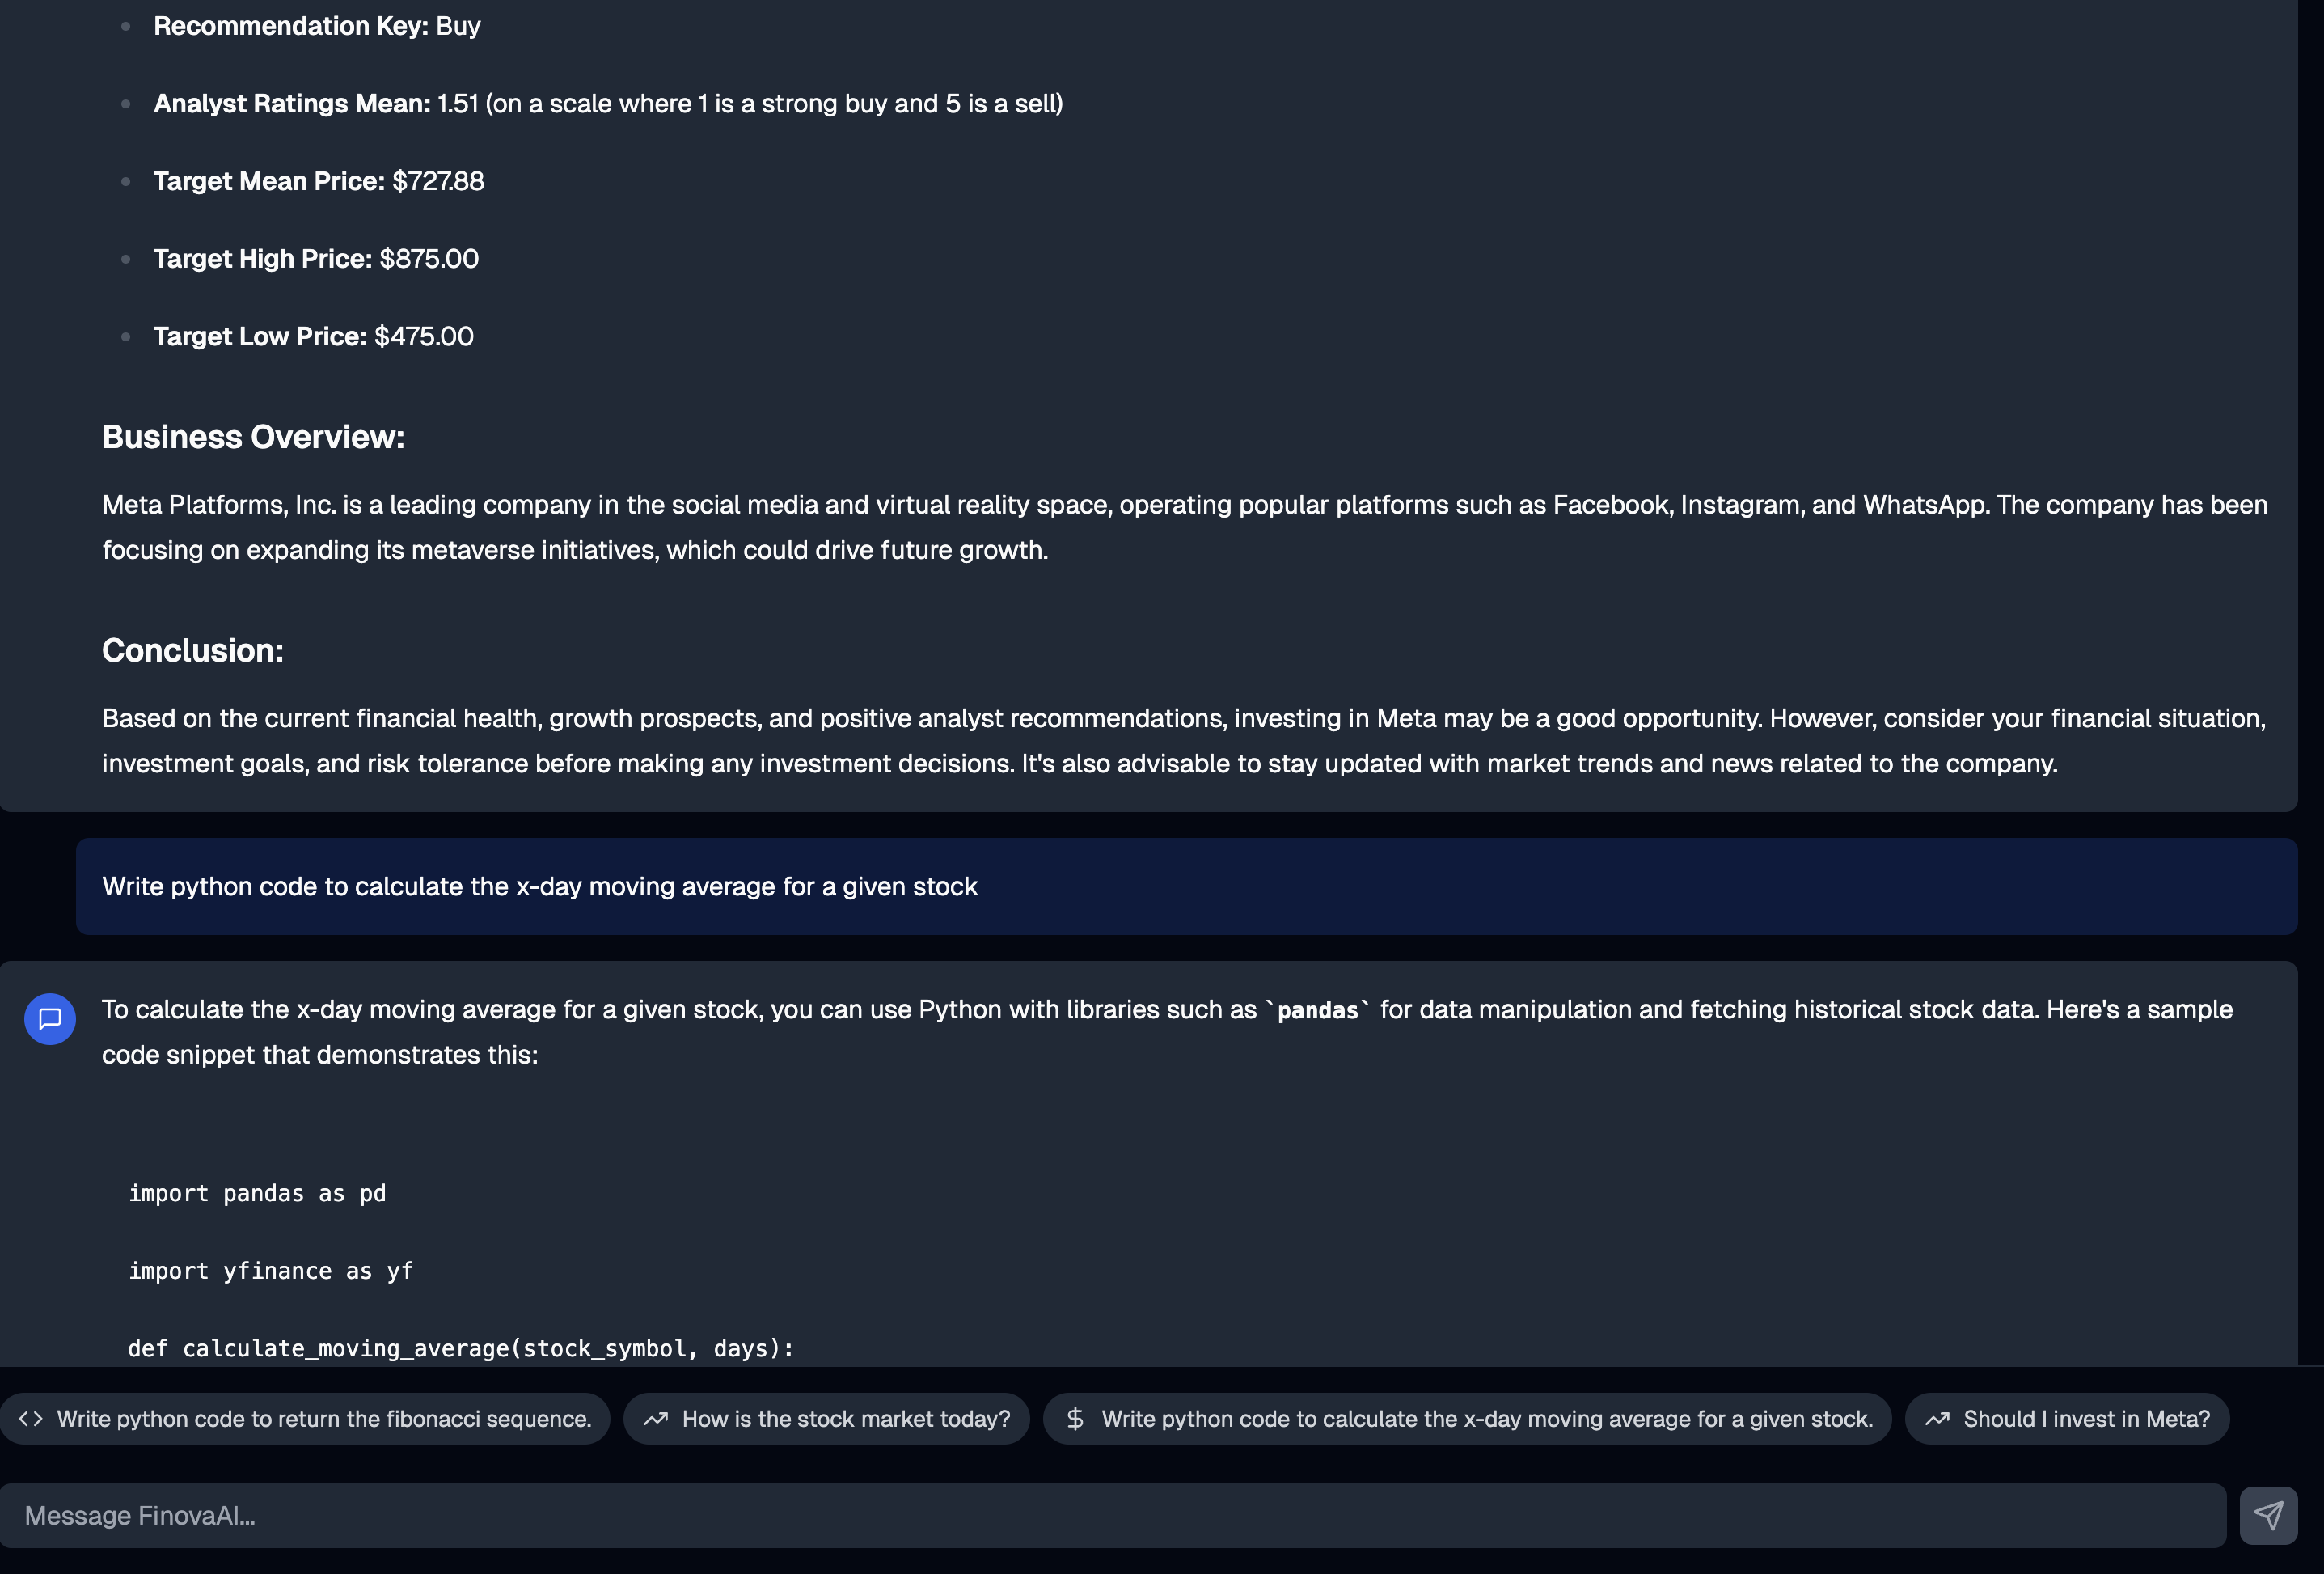 Recommendation Key: Buy
Analyst Ratings Mean: 1.51 (on a scale where 1 is a strong buy and 5 is a sell)
Target Mean Price: $727.88
Target High Price: $875.00
Target Low Price: $475.00
Business Overview:
Meta Platforms, Inc. is a leading company in the social media and virtual reality space, operating popular platforms such as Facebook, Instagram, and WhatsApp. The company has been
focusing on expanding its metaverse initiatives, which could drive future growth.
Conclusion:
Based on the current financial health, growth prospects, and positive analyst recommendations, investing in Meta may be a good opportunity. However, consider your financial situation,
investment goals, and risk tolerance before making any investment decisions. It's also advisable to stay updated with market trends and news related to the company.
Write python code to calculate the x-day moving average for a given stock
To calculate the x-day moving average for a given stock, you can use Python with libraries such as `pandas` for data manipulation and fetching historical stock data. Here's a sample
code snippet that demonstrates this:
import pandas as pd
import yfinance as yf
def calculate_moving_average(stock_symbol, days):
Write python code to return the fibonacci sequence.
How is the stock market today?
Write python code to calculate the x-day moving average for a given stock.
Should I invest in Meta?
Message FinovaAI...